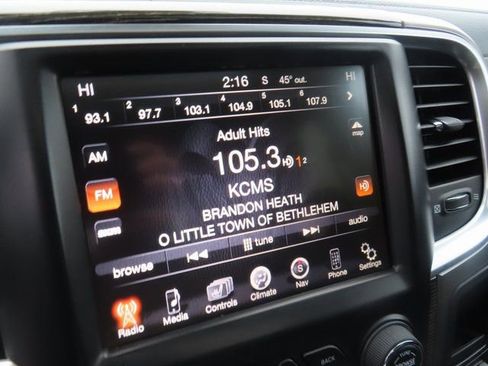 HI 2:16 S 45° out. HI
1 93.1 2 97.7 3 103.1 4 104.9 5 105.1 6 107.9
Adult Hits
map
AM
105.3 HD 1 2
FM
KCMS
HD
BRANDON HEATH
O LITTLE TOWN OF BETHLEHEM
browse tune audio
Radio Media Controls Climate S Nav Phone Settings
BROWSE